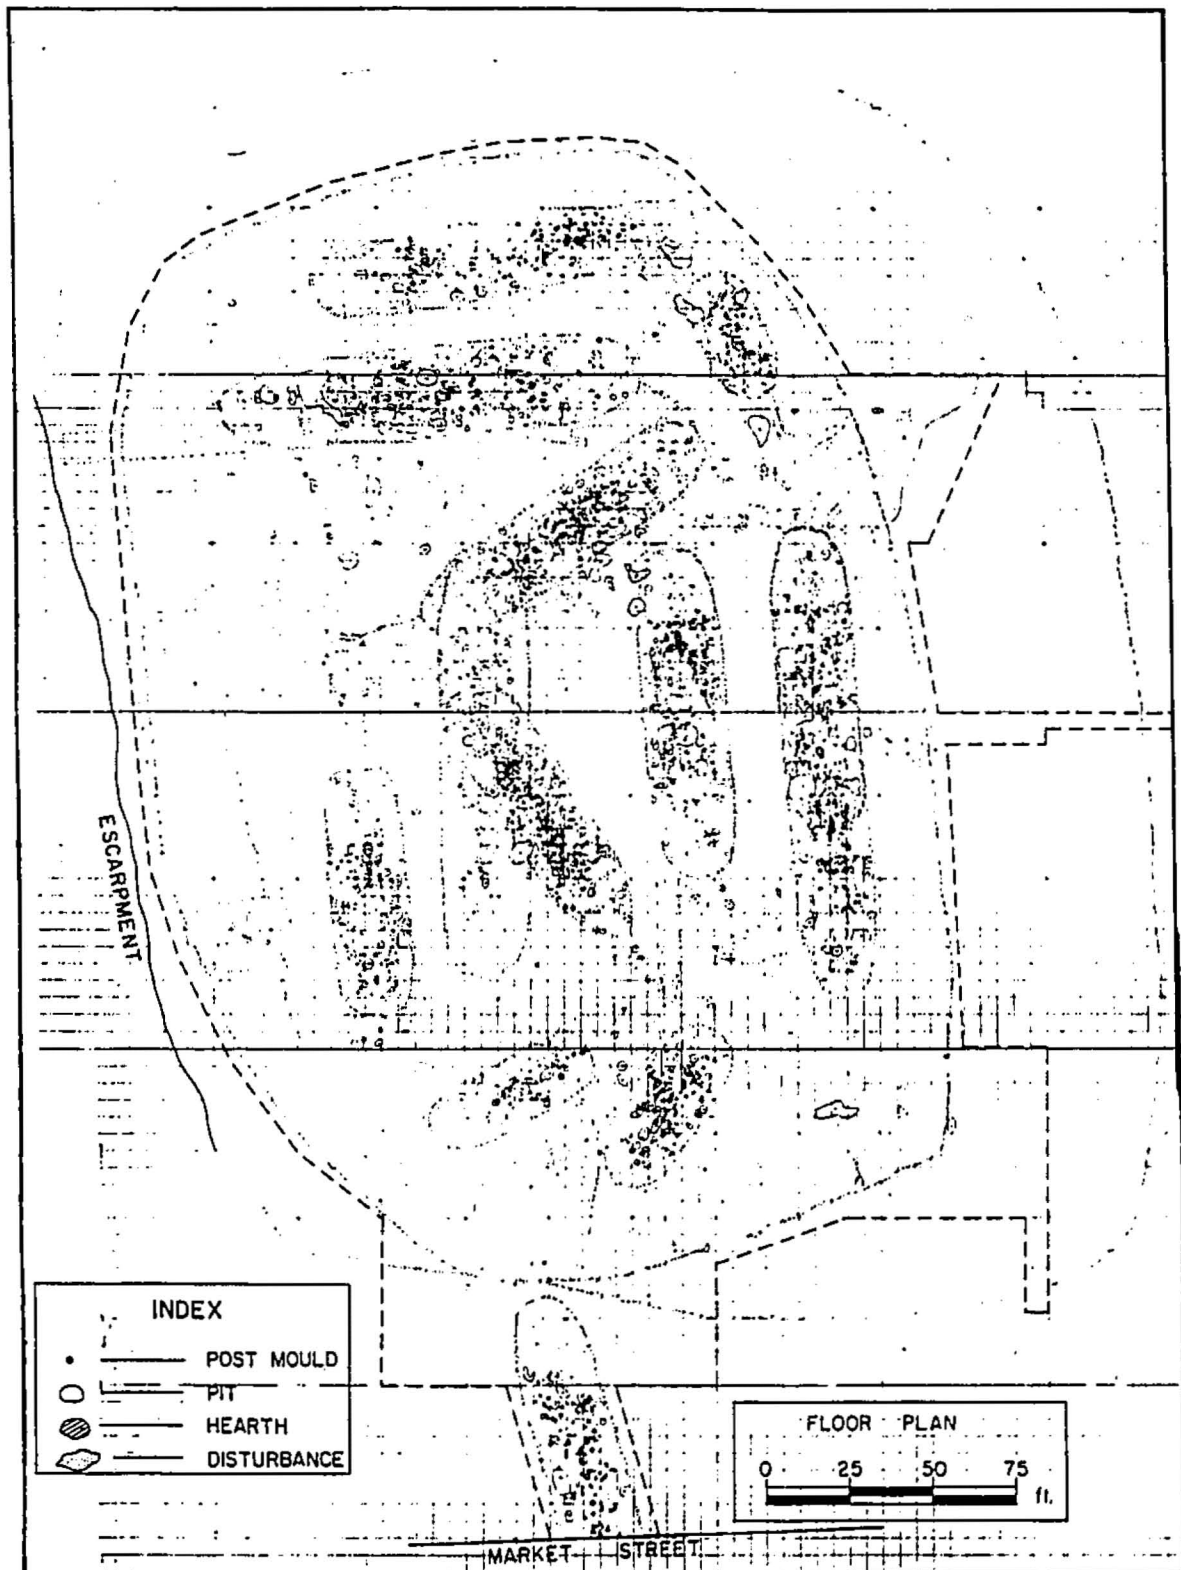 ESCARPMENT
INDEX
POST MOULD
PIT
HEARTH
DISTURBANCE
FLOOR PLAN
0 25 50 75
ft.
MARKET STREET